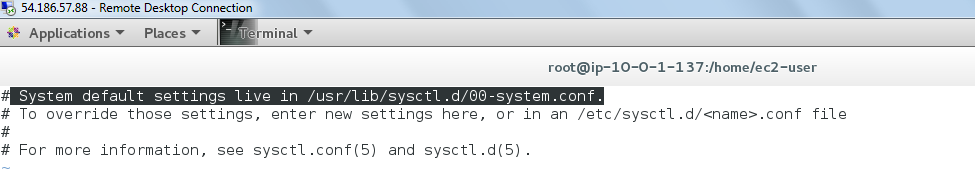 54.186.57.88 - Remote Desktop Connection
Applications Places Terminal
root@ip-10-0-1-137:/home/ec2-user
# System default settings live in /usr/lib/sysctl.d/00-system.conf.
# To override those settings, enter new settings here, or in an /etc/sysctl.d/<name>.conf file
#
# For more information, see sysctl.conf(5) and sysctl.d(5).
~